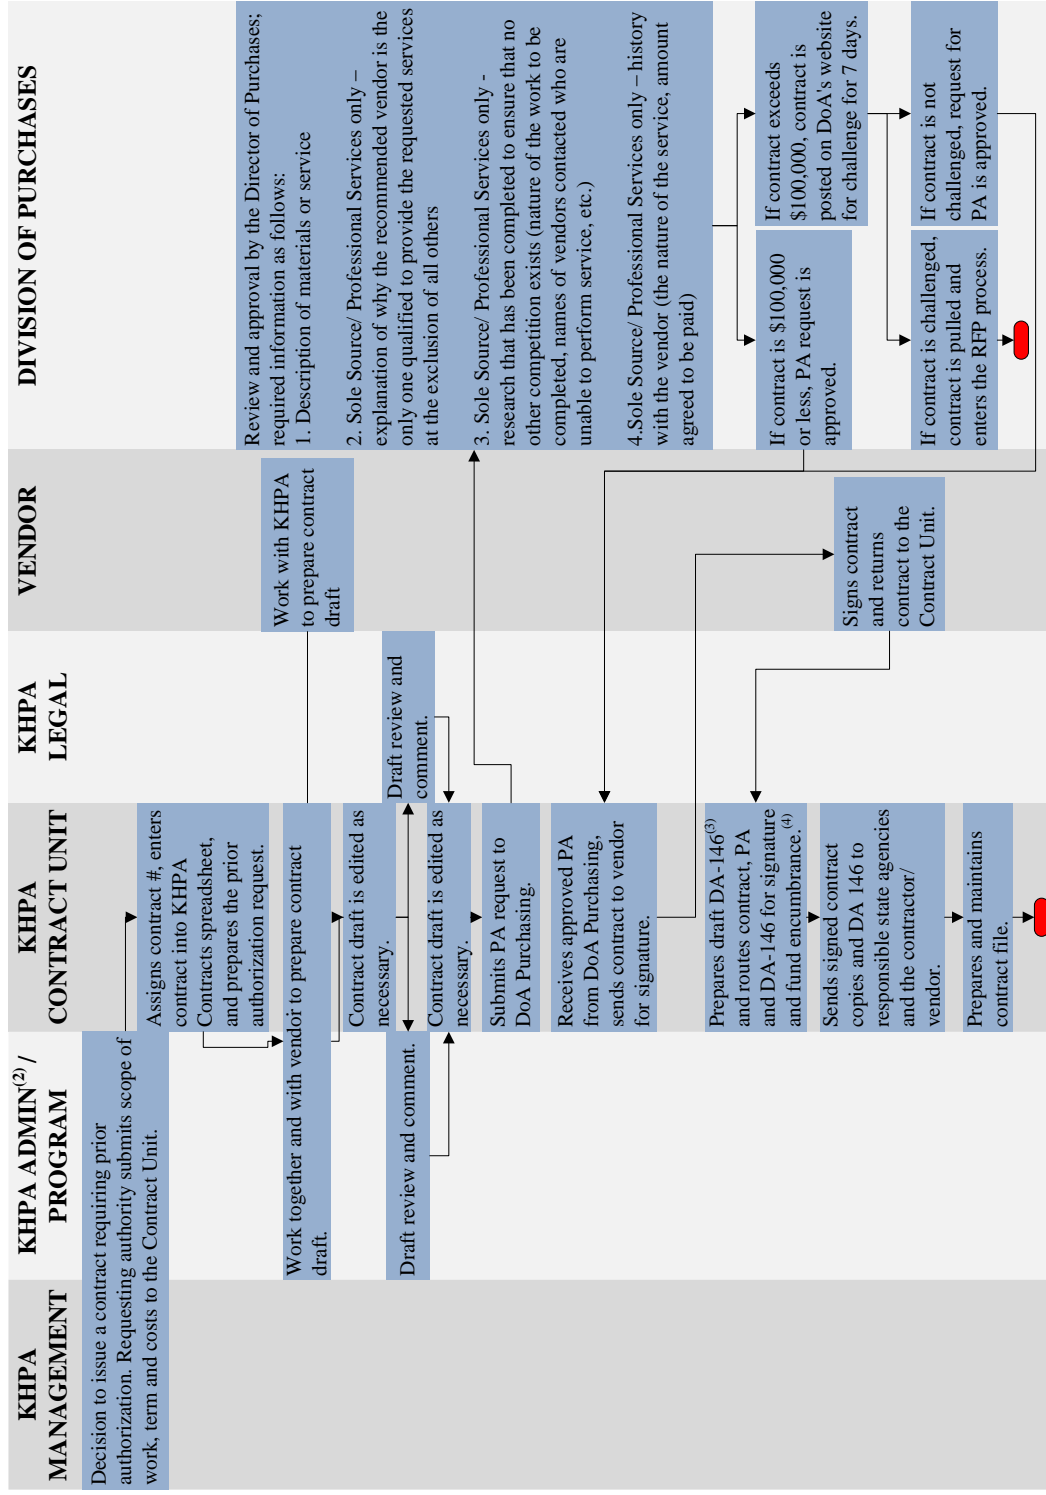 KHPA
MANAGEMENT
KHPA ADMIN(2) /
PROGRAM
KHPA
CONTRACT UNIT
KHPA
LEGAL
VENDOR
DIVISION OF PURCHASES
Decision to issue a contract requiring prior
authorization. Requesting authority submits scope of
work, term and costs to the Contract Unit.
Assigns contract #, enters
contract into KHPA
Contracts spreadsheet,
and prepares the prior
authorization request.
Work together and with vendor to prepare contract
draft.
Work with KHPA
to prepare contract
draft
Contract draft is edited as
necessary.
Draft review and comment.
Draft review and
comment.
Contract draft is edited as
necessary.
Submits PA request to
DoA Purchasing.
Review and approval by the Director of Purchases;
required information as follows:
1. Description of materials or service
2. Sole Source/ Professional Services only –
explanation of why the recommended vendor is the
only one qualified to provide the requested services
at the exclusion of all others
3. Sole Source/ Professional Services only -
research that has been completed to ensure that no
other competition exists (nature of the work to be
completed, names of vendors contacted who are
unable to perform service, etc.)
4.Sole Source/ Professional Services only – history
with the vendor (the nature of the service, amount
agreed to be paid)
If contract is $100,000
or less, PA request is
approved.
If contract exceeds
$100,000, contract is
posted on DoA's website
for challenge for 7 days.
If contract is challenged,
contract is pulled and
enters the RFP process.
If contract is not
challenged, request for
PA is approved.
Receives approved PA
from DoA Purchasing,
sends contract to vendor
for signature.
Signs contract
and returns
contract to the
Contract Unit.
Prepares draft DA-146(3)
and routes contract, PA
and DA-146 for signature
and fund encumbrance.(4)
Sends signed contract
copies and DA 146 to
responsible state agencies
and the contractor/
vendor.
Prepares and maintains
contract file.